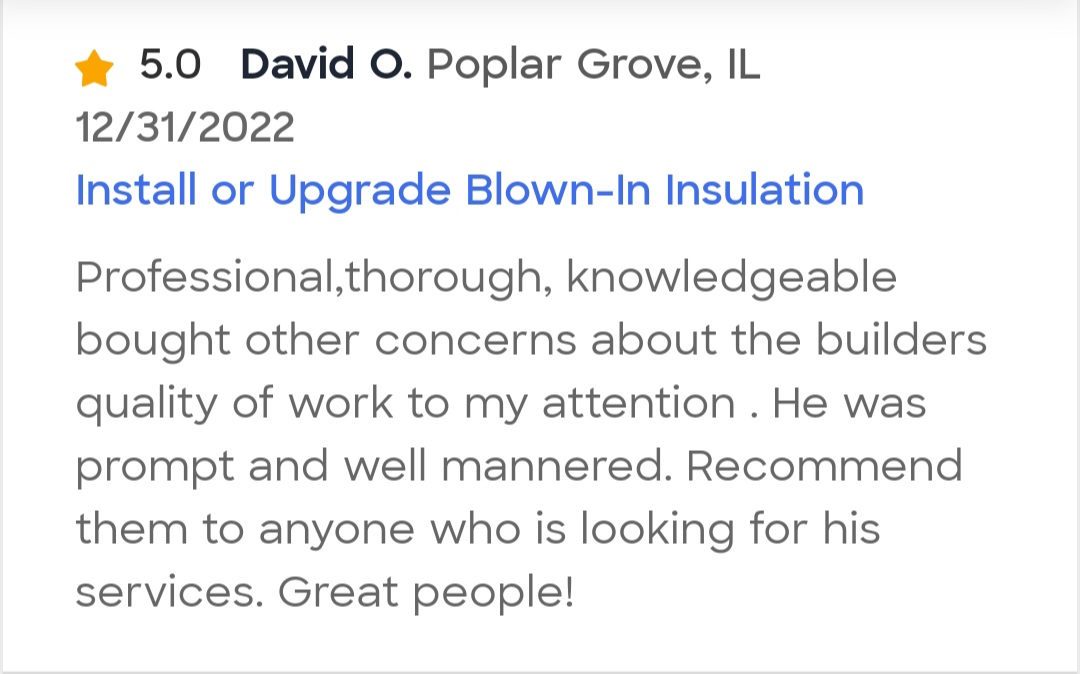 5.0 David O. Poplar Grove, IL
12/31/2022
Install or Upgrade Blown-In Insulation
Professional,thorough, knowledgeable
bought other concerns about the builders
quality of work to my attention . He was
prompt and well mannered. Recommend
them to anyone who is looking for his
services. Great people!